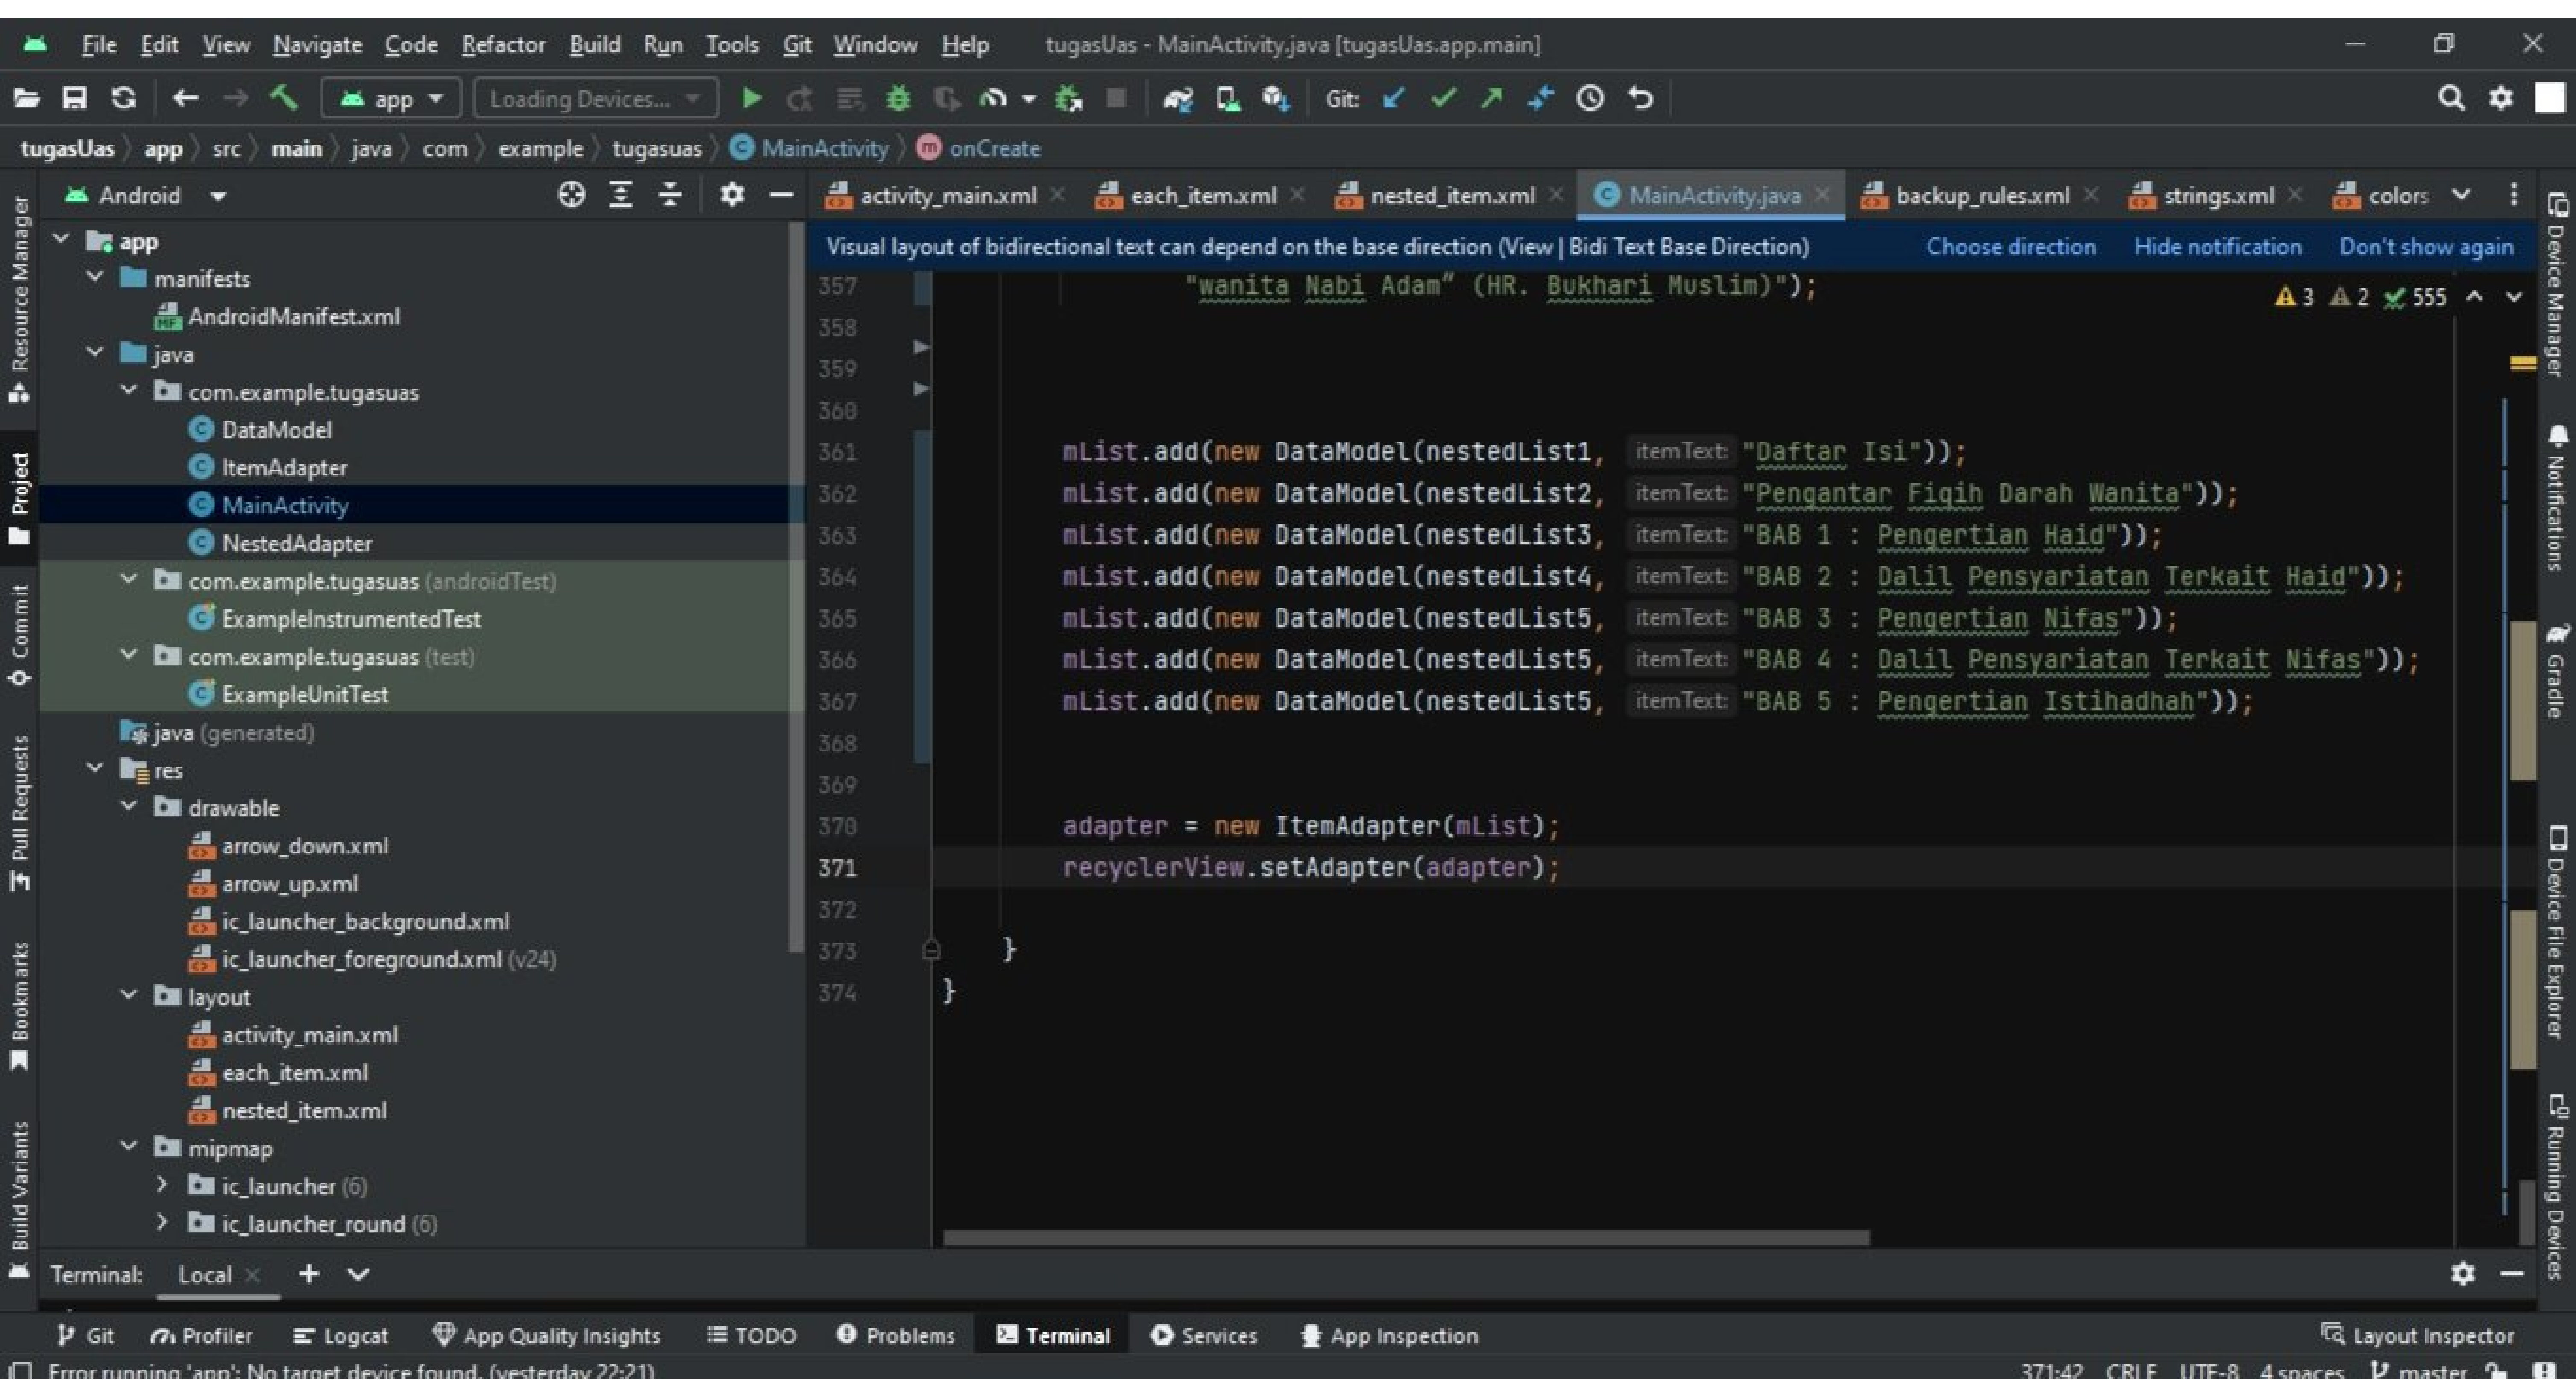 File Edit View Navigate Code Refactor Build Run Tools Git Window Help tugasUas - MainActivity.java [tugasUas.app.main]
app Loading Devices... Git:
tugasUas app src main java com example tugasuas MainActivity onCreate
Android
activity_main.xml each_item.xml nested_item.xml MainActivity.java backup_rules.xml strings.xml colors
Visual layout of bidirectional text can depend on the base direction (View | Bidi Text Base Direction) Choose direction Hide notification Don't show again
Resource Manager
Project
Commit
Pull Requests
Bookmarks
Build Variants
app
manifests
AndroidManifest.xml
java
com.example.tugasuas
DataModel
ItemAdapter
MainActivity
NestedAdapter
com.example.tugasuas (androidTest)
ExampleInstrumentedTest
com.example.tugasuas (test)
ExampleUnitTest
java (generated)
res
drawable
arrow_down.xml
arrow_up.xml
ic_launcher_background.xml
ic_launcher_foreground.xml (v24)
layout
activity_main.xml
each_item.xml
nested_item.xml
mipmap
ic_launcher (6)
ic_launcher_round (6)
3 2 555
357 "wanita Nabi Adam” (HR. Bukhari Muslim)");
358
359
360
361 mList.add(new DataModel(nestedList1, itemText: "Daftar Isi"));
362 mList.add(new DataModel(nestedList2, itemText: "Pengantar Fiqih Darah Wanita"));
363 mList.add(new DataModel(nestedList3, itemText: "BAB 1 : Pengertian Haid"));
364 mList.add(new DataModel(nestedList4, itemText: "BAB 2 : Dalil Pensyariatan Terkait Haid"));
365 mList.add(new DataModel(nestedList5, itemText: "BAB 3 : Pengertian Nifas"));
366 mList.add(new DataModel(nestedList5, itemText: "BAB 4 : Dalil Pensyariatan Terkait Nifas"));
367 mList.add(new DataModel(nestedList5, itemText: "BAB 5 : Pengertian Istihadhah"));
368
369
370 adapter = new ItemAdapter(mList);
371 recyclerView.setAdapter(adapter);
372
373 }
374 }
Device Manager
Notifications
Gradle
Device File Explorer
Running Devices
Terminal: Local
Git Profiler Logcat App Quality Insights TODO Problems Terminal Services App Inspection Layout Inspector
Error running 'app': No target device found. (yesterday 22:21) 371:42 CRLF UTF-8 4 spaces master